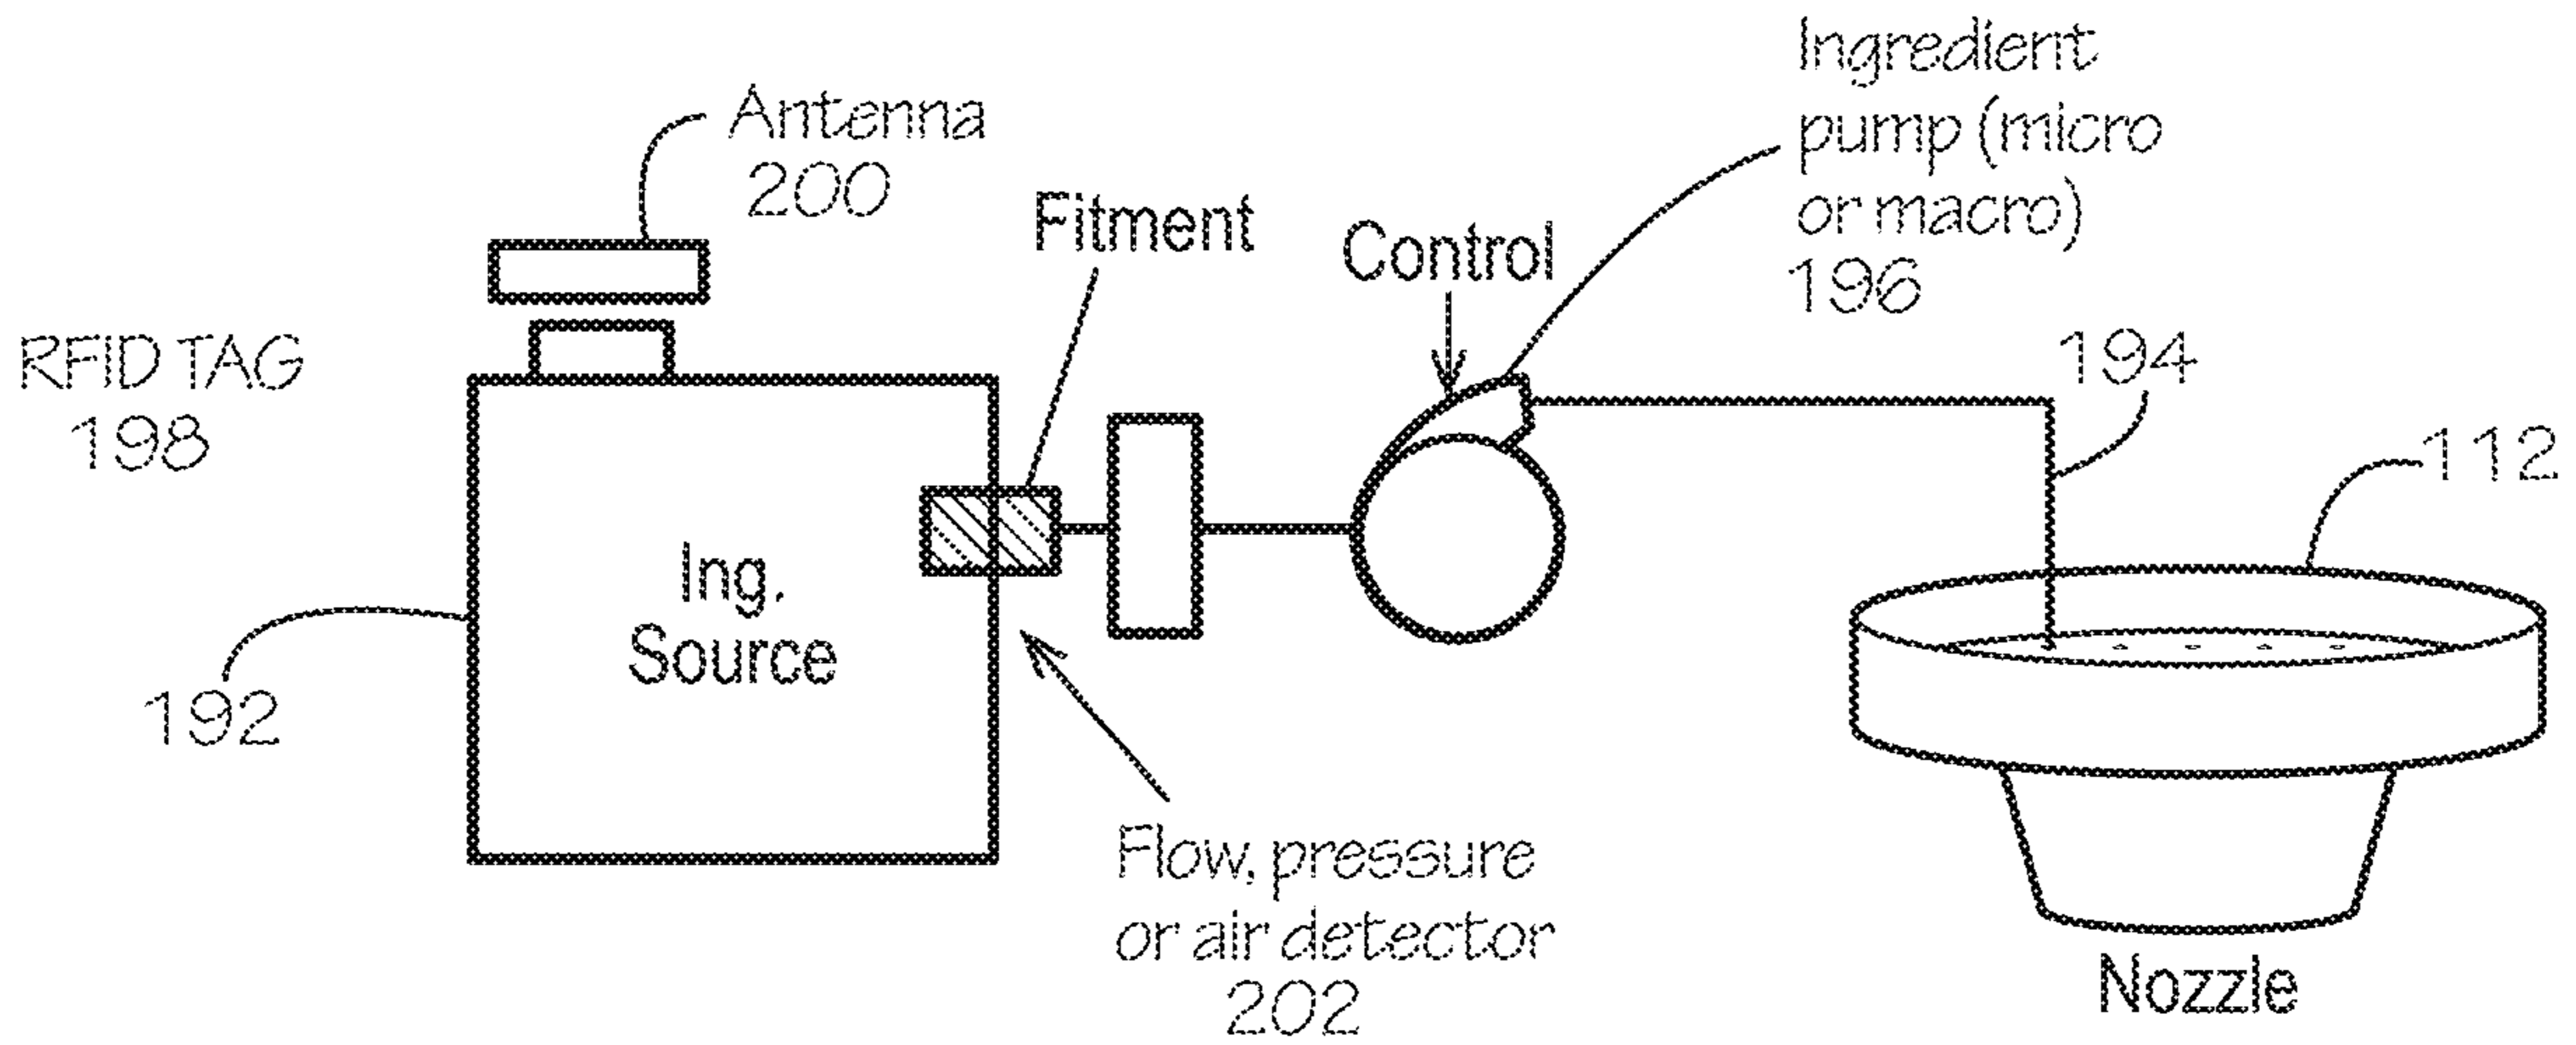 Antenna
200
Fitment
Control
Ingredient
pump (micro
or macro)
196
RFID TAG
198
194
112
Ing.
Source
192
Flow, pressure
or air detector
202
Nozzle